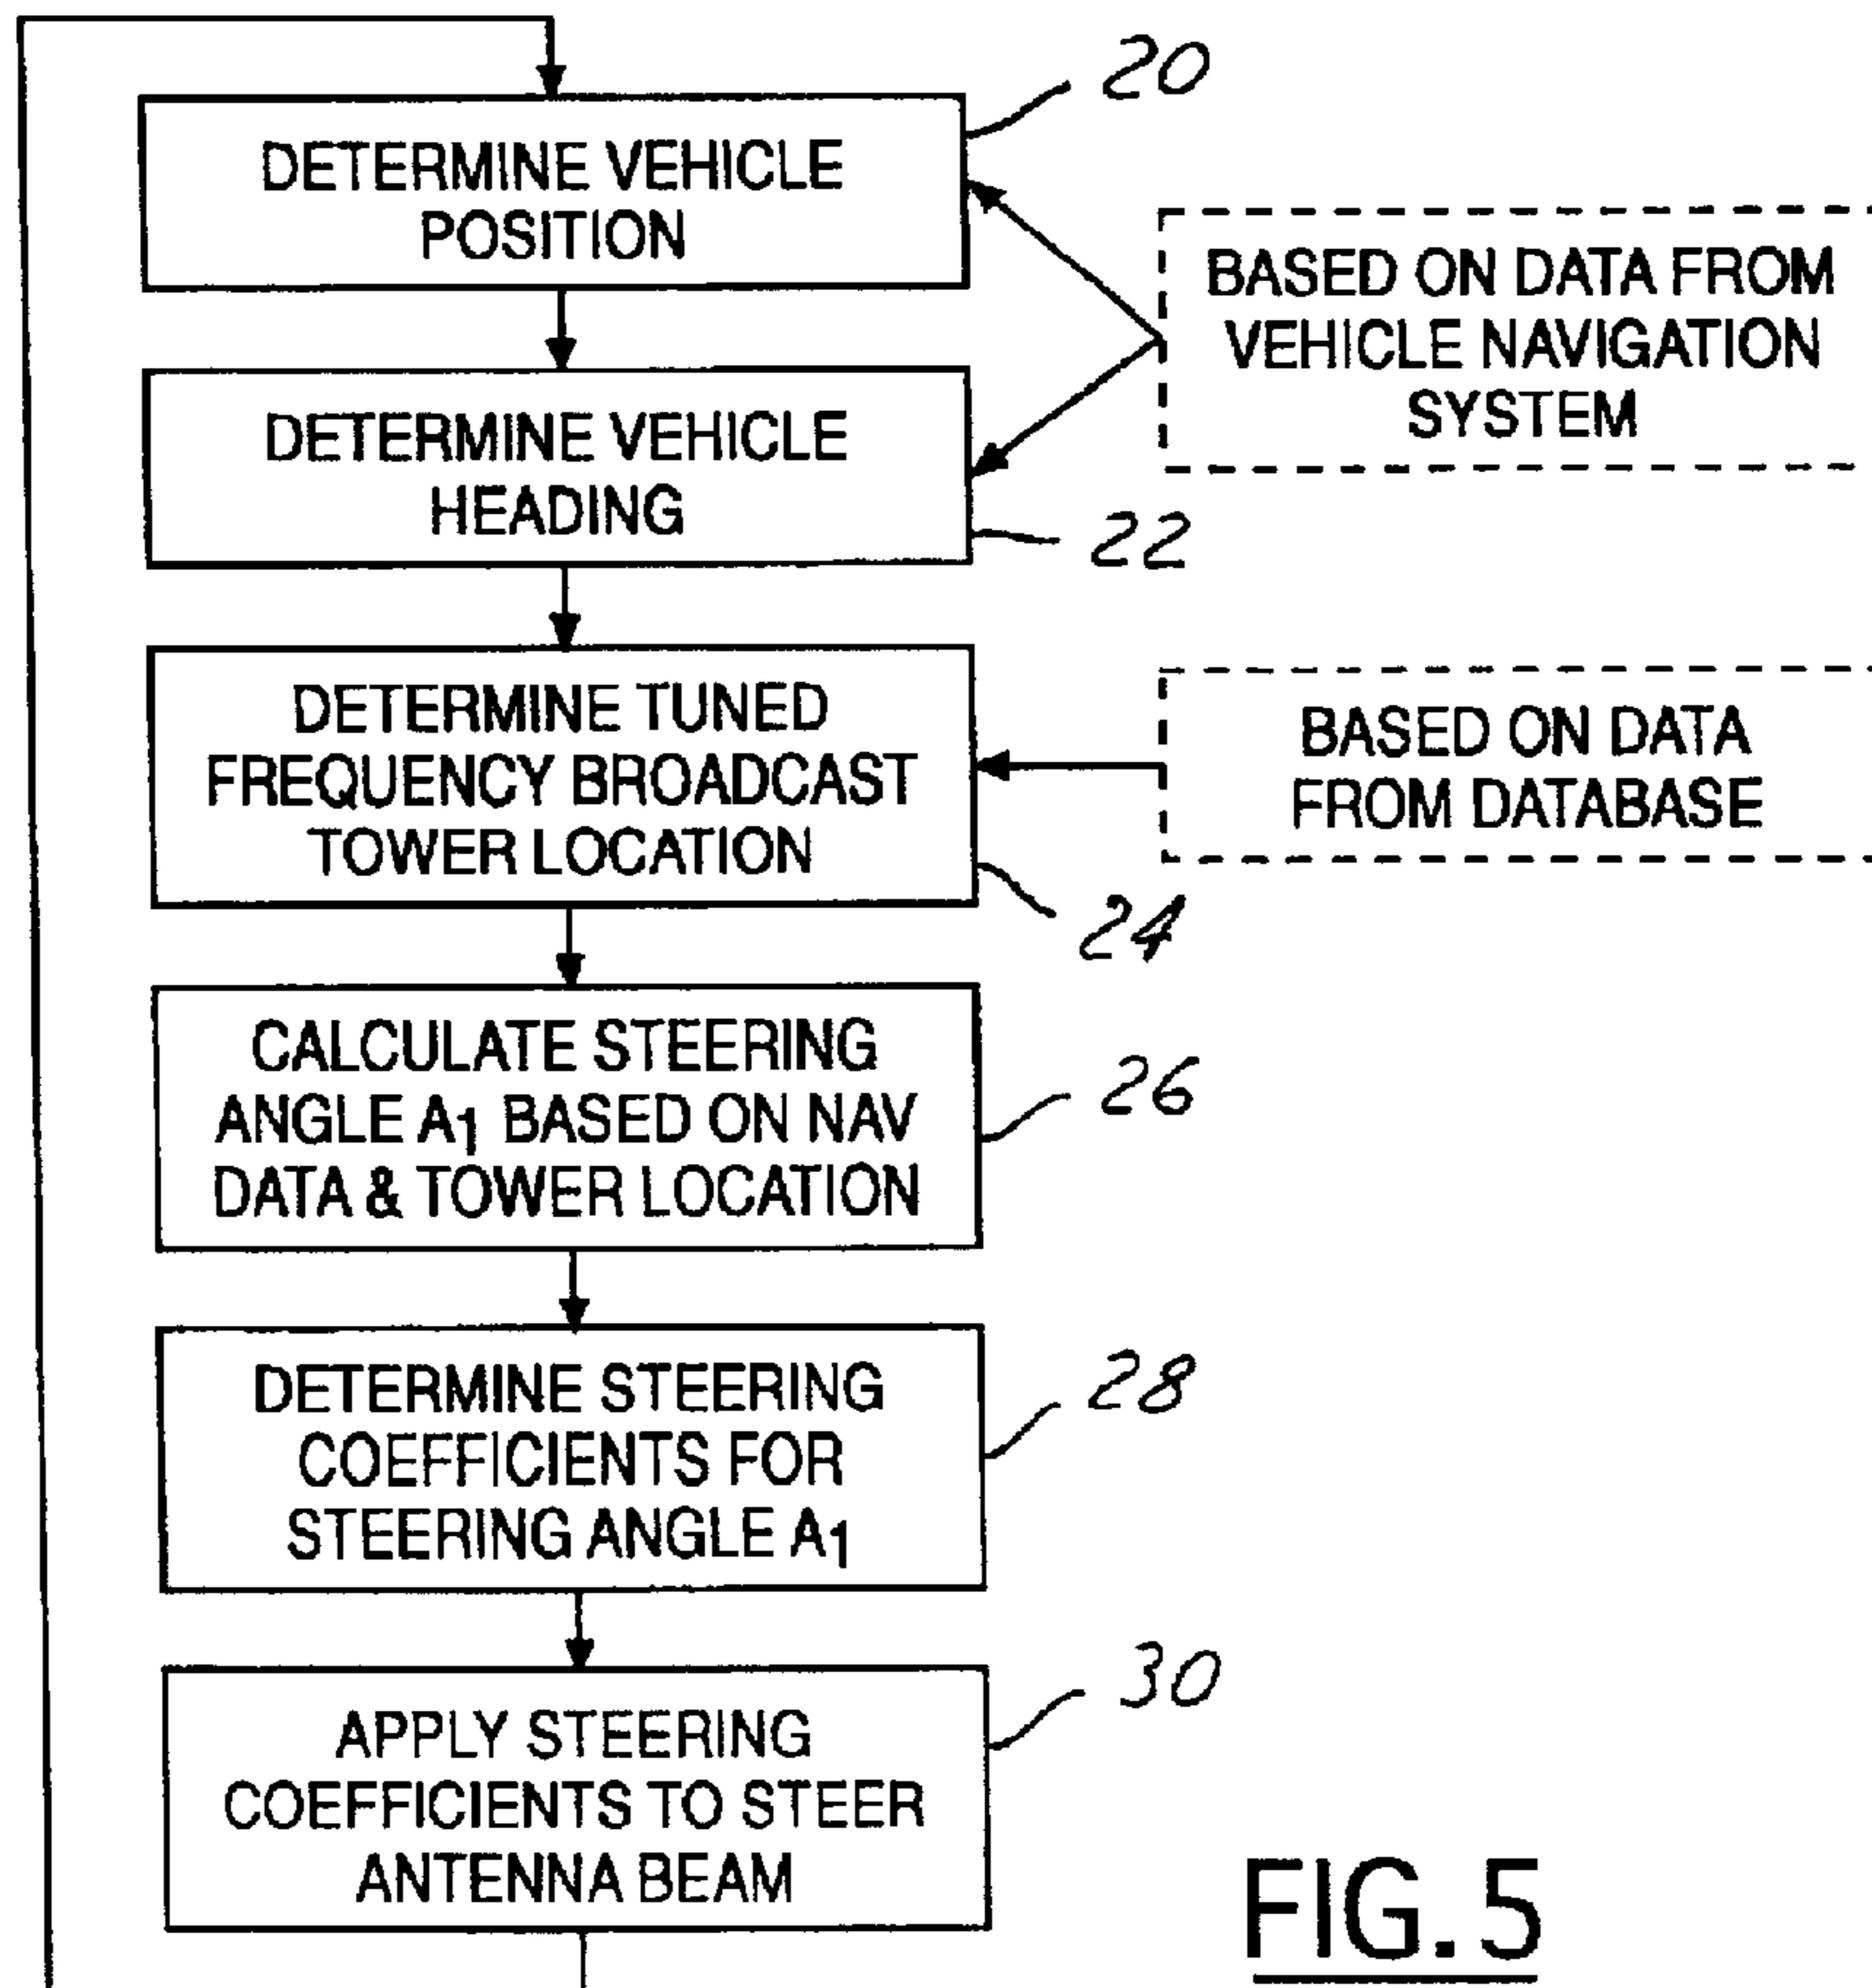 20
DETERMINE VEHICLE
POSITION
BASED ON DATA FROM
VEHICLE NAVIGATION
SYSTEM
DETERMINE VEHICLE
HEADING
22
DETERMINE TUNED
FREQUENCY BROADCAST
TOWER LOCATION
BASED ON DATA
FROM DATABASE
24
CALCULATE STEERING
ANGLE A1 BASED ON NAV
DATA & TOWER LOCATION
26
DETERMINE STEERING
COEFFICIENTS FOR
STEERING ANGLE A1
28
APPLY STEERING
COEFFICIENTS TO STEER
ANTENNA BEAM
30
FIG. 5